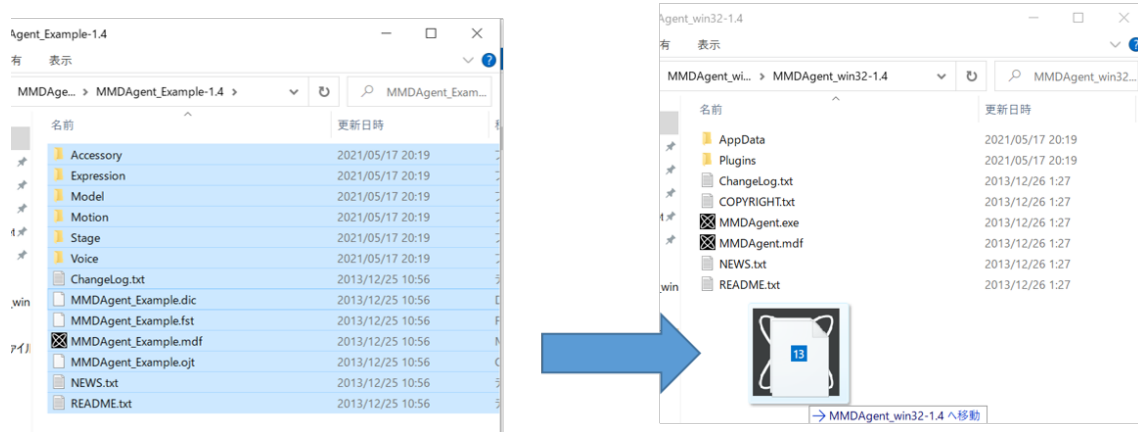 Agent_Example-1.4
有 表示
MMDAge... > MMDAgent_Example-1.4 >
MMDAgent_Exam...
名前 更新日時
Accessory 2021/05/17 20:19
Expression 2021/05/17 20:19
Model 2021/05/17 20:19
Motion 2021/05/17 20:19
Stage 2021/05/17 20:19
Voice 2021/05/17 20:19
ChangeLog.txt 2013/12/25 10:56
MMDAgent_Example.dic 2013/12/25 10:56
MMDAgent_Example.fst 2013/12/25 10:56
MMDAgent_Example.mdf 2013/12/25 10:56
MMDAgent_Example.ojt 2013/12/25 10:56
NEWS.txt 2013/12/25 10:56
README.txt 2013/12/25 10:56
_win
ァイル
Agent_win32-1.4
有 表示
MMDAgent_wi... > MMDAgent_win32-1.4
MMDAgent_win32...
名前 更新日時
AppData 2021/05/17 20:19
Plugins 2021/05/17 20:19
ChangeLog.txt 2013/12/26 1:27
COPYRIGHT.txt 2013/12/26 1:27
MMDAgent.exe 2013/12/26 1:27
MMDAgent.mdf 2013/12/26 1:27
NEWS.txt 2013/12/26 1:27
README.txt 2013/12/26 1:27
_win
13
→ MMDAgent_win32-1.4 へ移動